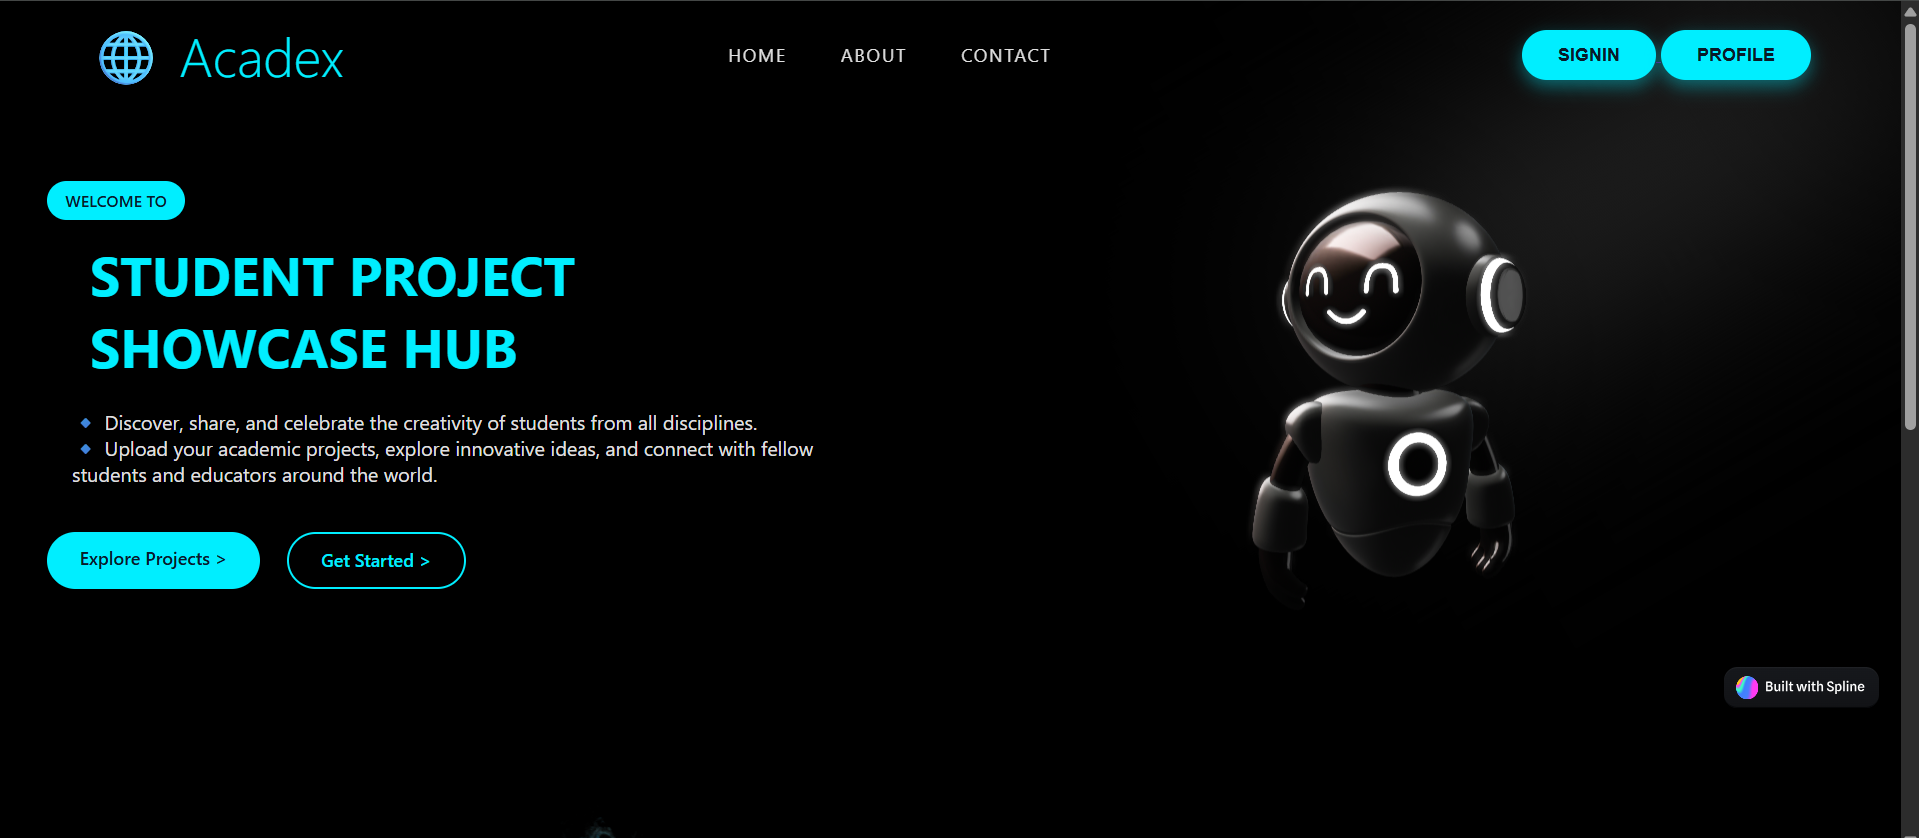 Acadex
HOME ABOUT CONTACT
SIGNIN PROFILE
WELCOME TO
STUDENT PROJECT
SHOWCASE HUB
Discover, share, and celebrate the creativity of students from all disciplines.
Upload your academic projects, explore innovative ideas, and connect with fellow
students and educators around the world.
Explore Projects >
Get Started >
Built with Spline